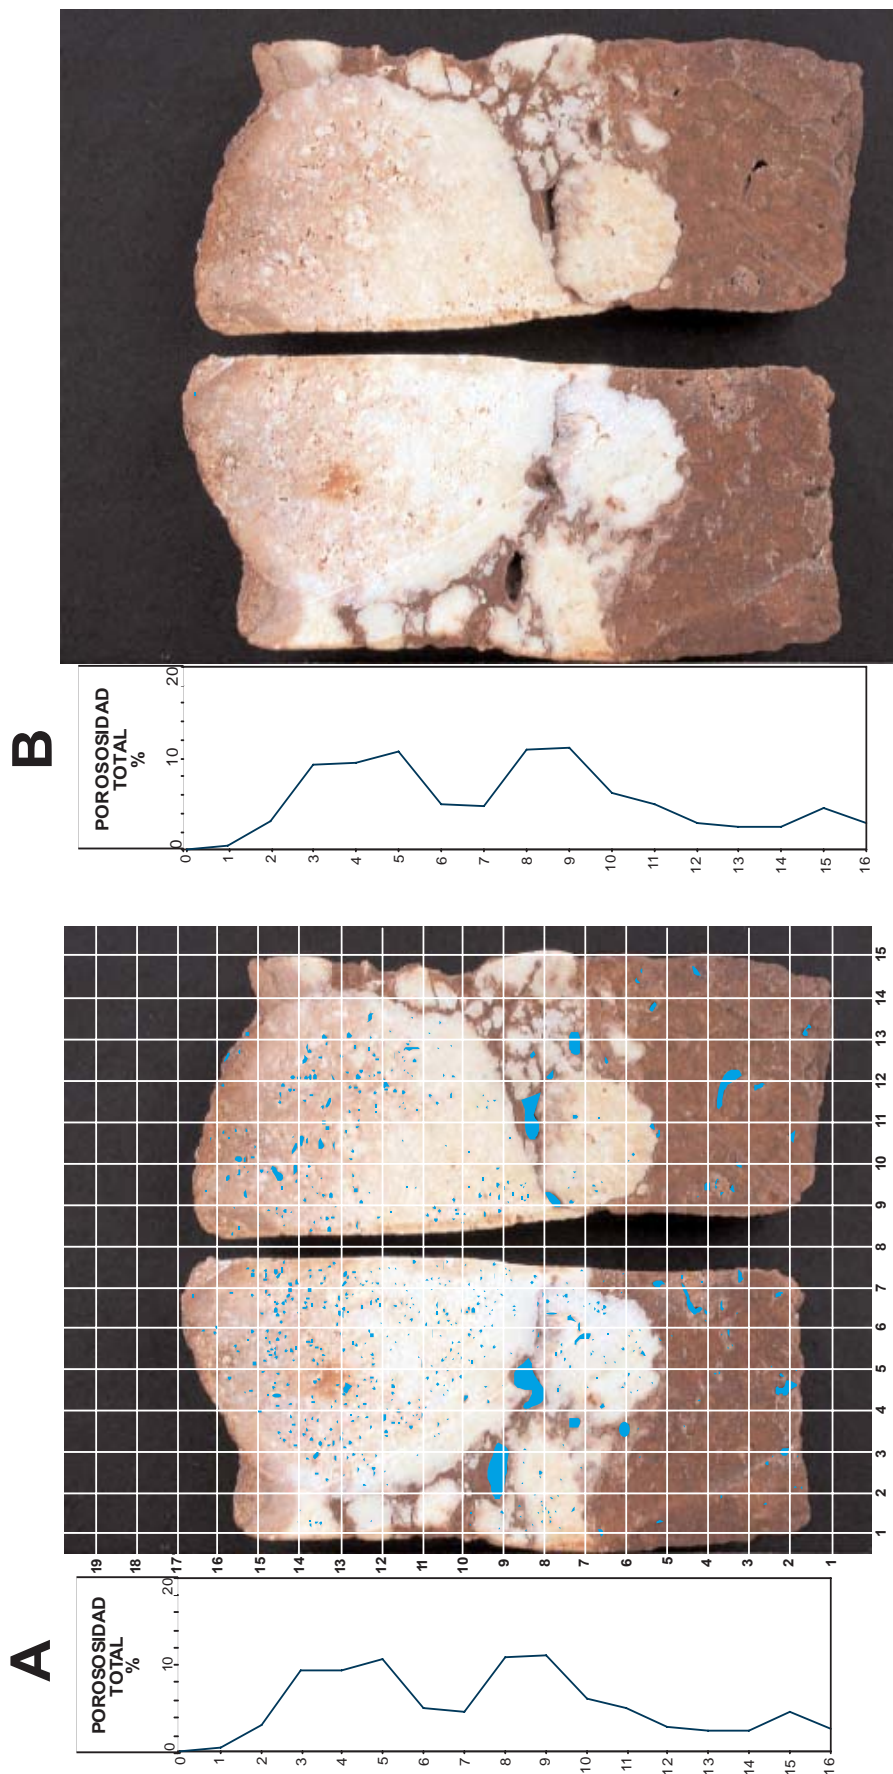 B
POROSOSIDAD
TOTAL
%
0 10 20
0 1 2 3 4 5 6 7 8 9 10 11 12 13 14 15 16
A
POROSOSIDAD
TOTAL
%
0 10 20
0 1 2 3 4 5 6 7 8 9 10 11 12 13 14 15 16
19 18 17 16 15 14 13 12 11 10 9 8 7 6 5 4 3 2 1
1 2 3 4 5 6 7 8 9 10 11 12 13 14 15